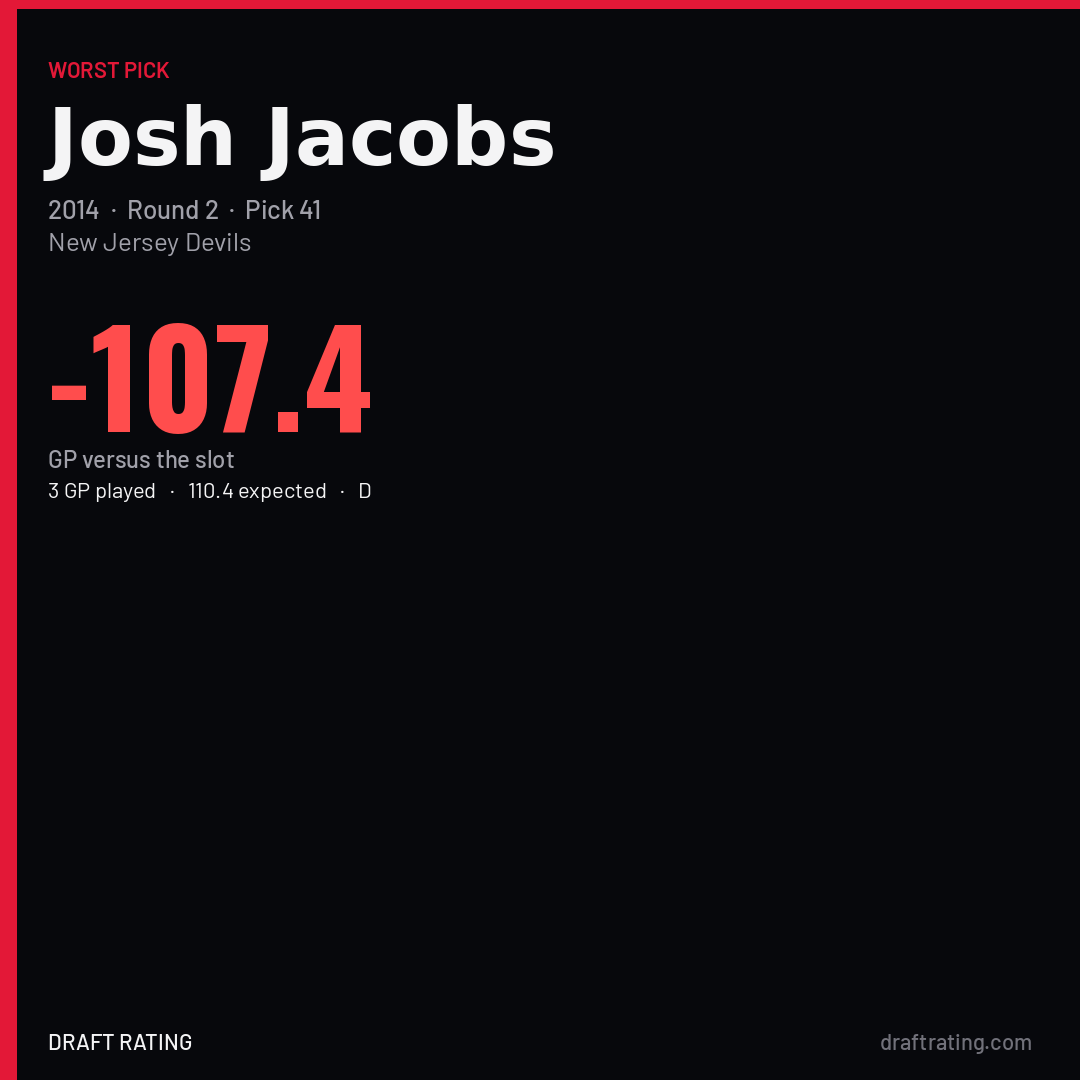 WORST PICK
Josh Jacobs
2014 · Round 2 · Pick 41
New Jersey Devils
-107.4
GP versus the slot
3 GP played · 110.4 expected · D
DRAFT RATING
draftrating.com